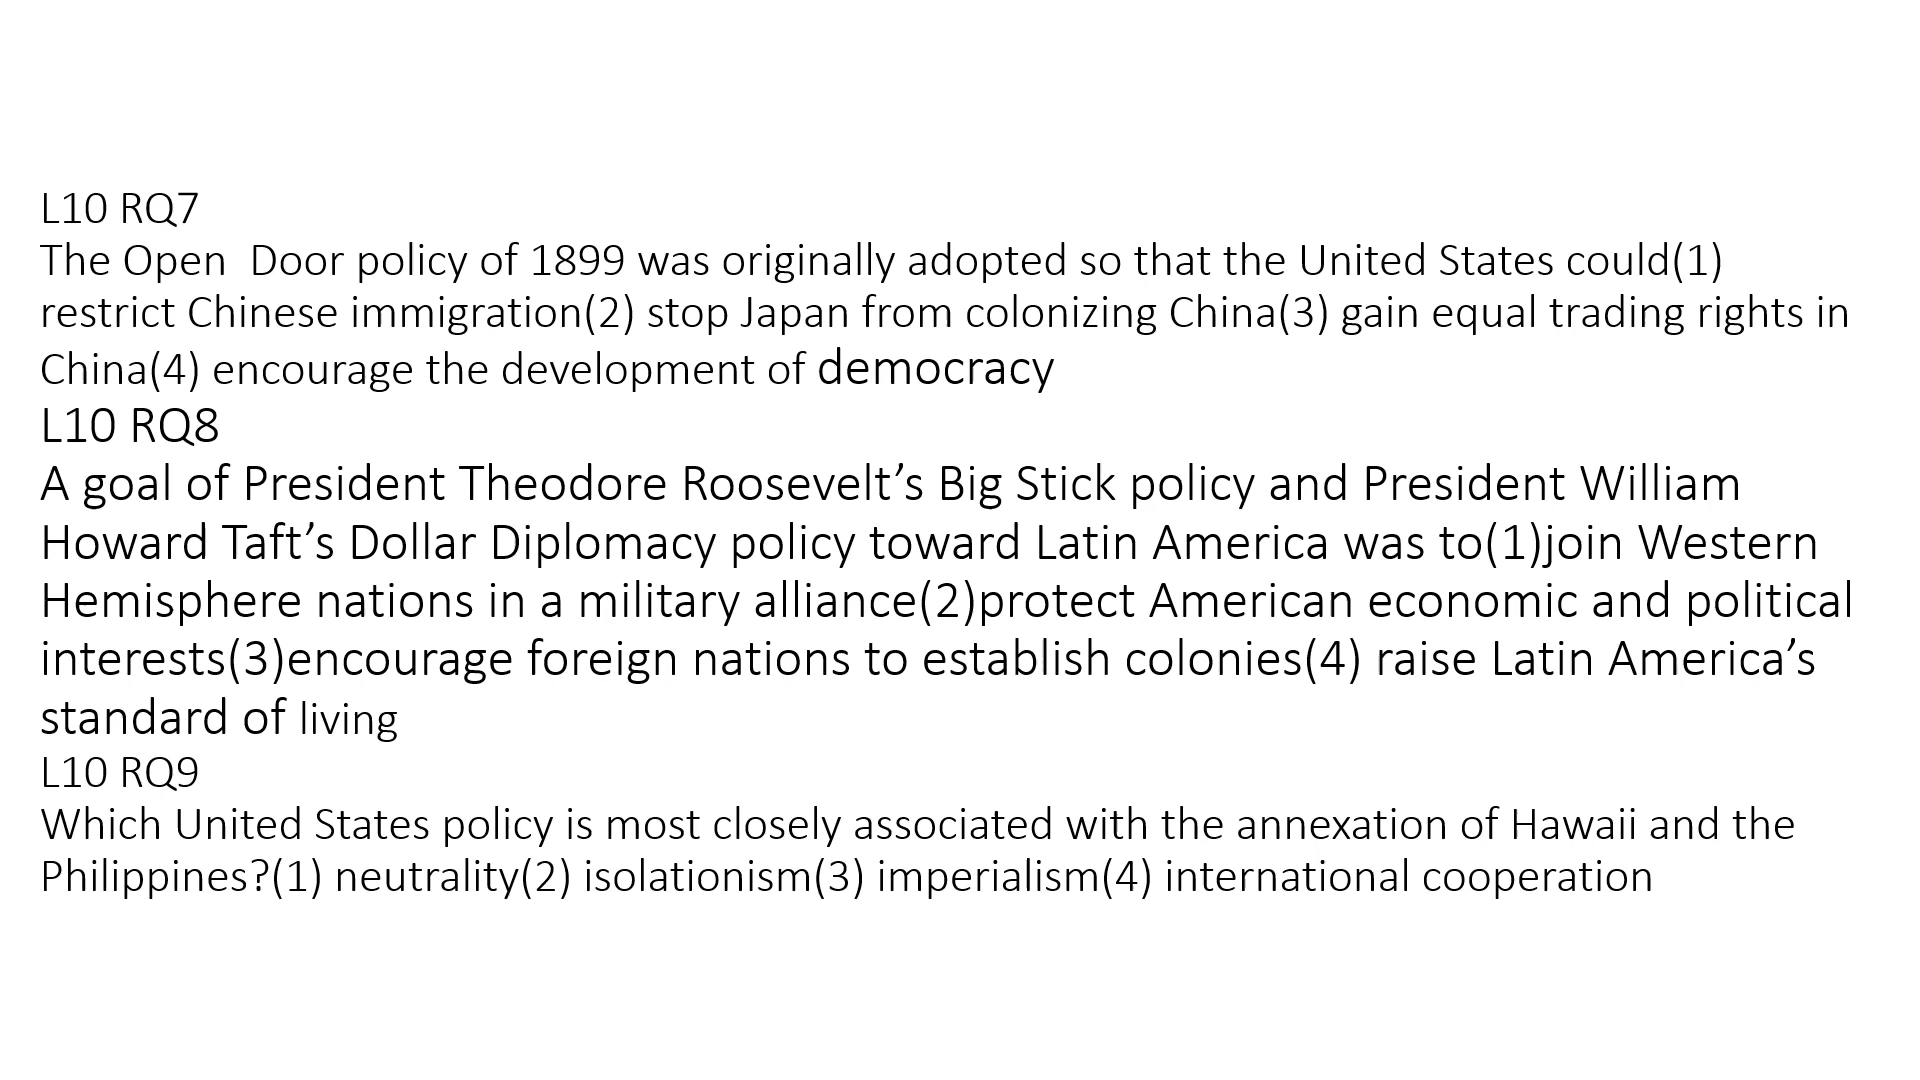 L10 RQ7
The Open  Door policy of 1899 was originally adopted so that the United States could(1)
restrict Chinese immigration(2) stop Japan from colonizing China(3) gain equal trading rights in
China(4) encourage the development of democracy
L10 RQ8
A goal of President Theodore Roosevelt’s Big Stick policy and President William
Howard Taft’s Dollar Diplomacy policy toward Latin America was to(1)join Western
Hemisphere nations in a military alliance(2)protect American economic and political
interests(3)encourage foreign nations to establish colonies(4) raise Latin America’s
standard of living
L10 RQ9
Which United States policy is most closely associated with the annexation of Hawaii and the
Philippines?(1) neutrality(2) isolationism(3) imperialism(4) international cooperation